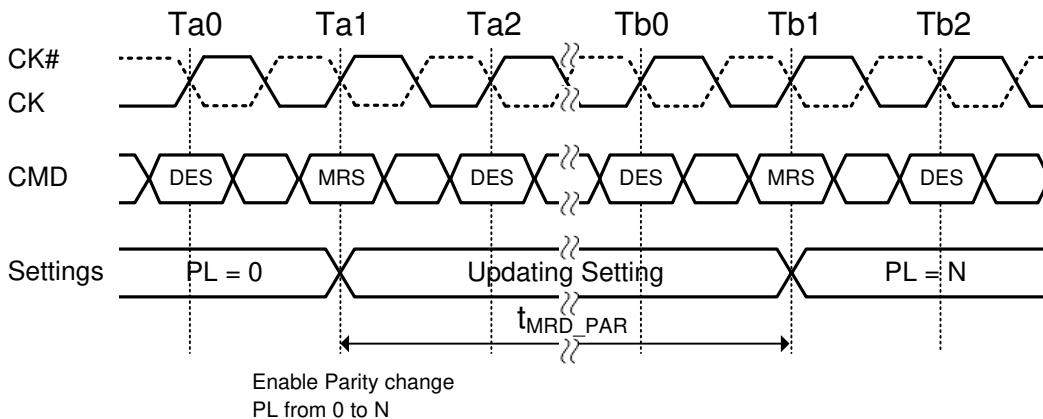 Ta0 Ta1 Ta2 Tb0 Tb1 Tb2
CK#
CK
CMD DES MRS DES DES MRS DES
Settings PL = 0 Updating Setting PL = N
tMRD_PAR
Enable Parity change
PL from 0 to N